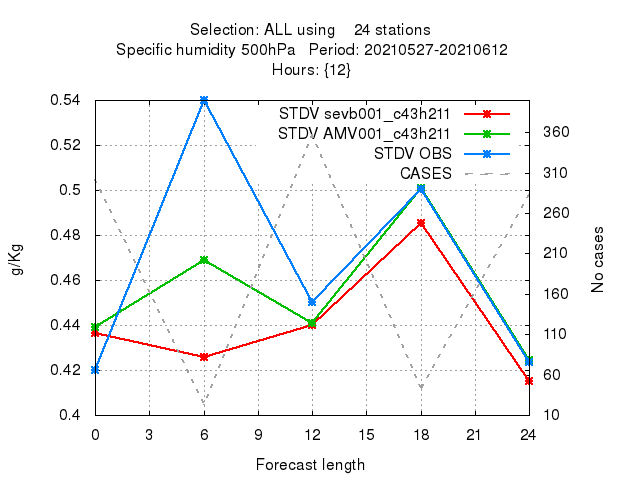 Selection: ALL using    24 stations
Specific humidity 500hPa   Period: 20210527-20210612
Hours: {12}
STDV sevb001_c43h211
STDV AMV001_c43h211
STDV OBS
CASES
g/Kg
0.54
0.52
0.5
0.48
0.46
0.44
0.42
0.4
360
310
260
210
160
110
60
10
No cases
0 3 6 9 12 15 18 21 24
Forecast length